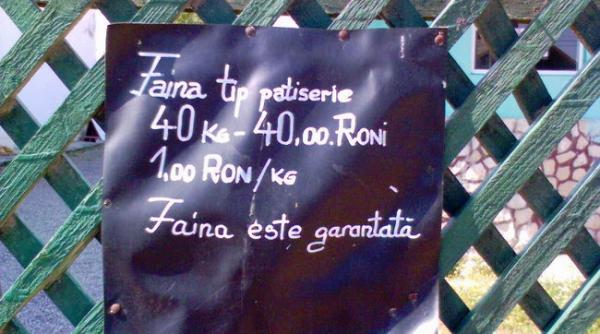 Faina tip patiserie
40 KG - 40,00. RONi
1,00 RON/KG
Faina este garantată